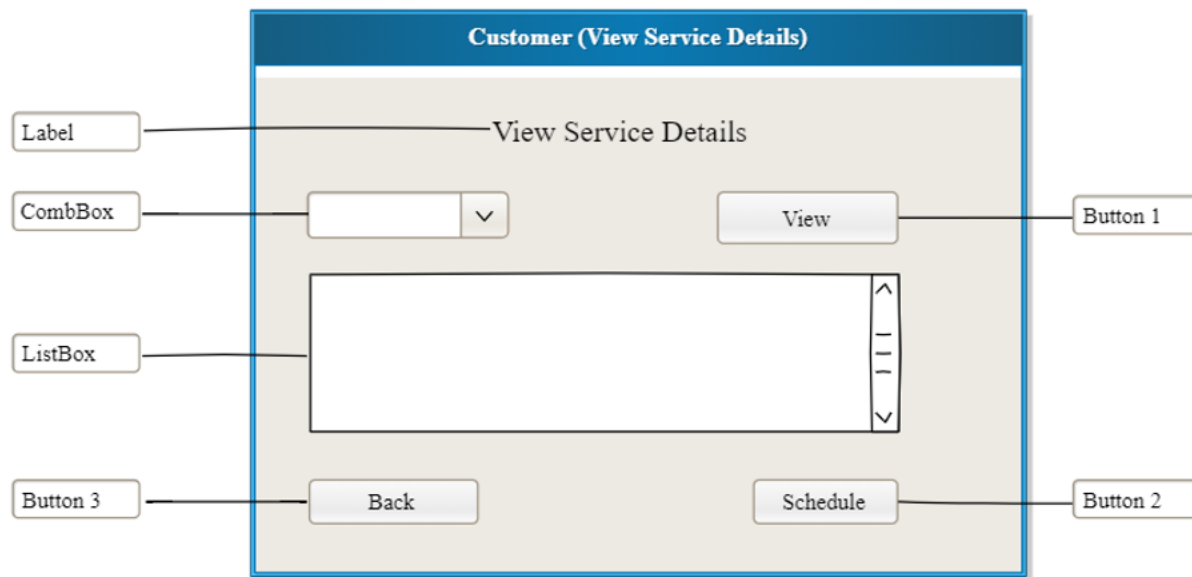 Customer (View Service Details)
Label
View Service Details
CombBox
View
Button 1
ListBox
Button 3
Back
Schedule
Button 2